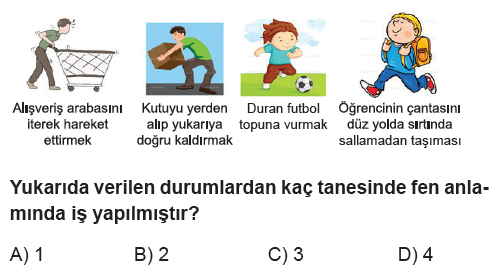 Alışveriş arabasını
iterek hareket
ettirmek
Kutuyu yerden
alıp yukarıya
doğru kaldırmak
Duran futbol
topuna vurmak
Öğrencinin çantasını
düz yolda sırtında
sallamadan taşıması
Yukarıda verilen durumlardan kaç tanesinde fen anla-
mında iş yapılmıştır?
A) 1 B) 2 C) 3 D) 4